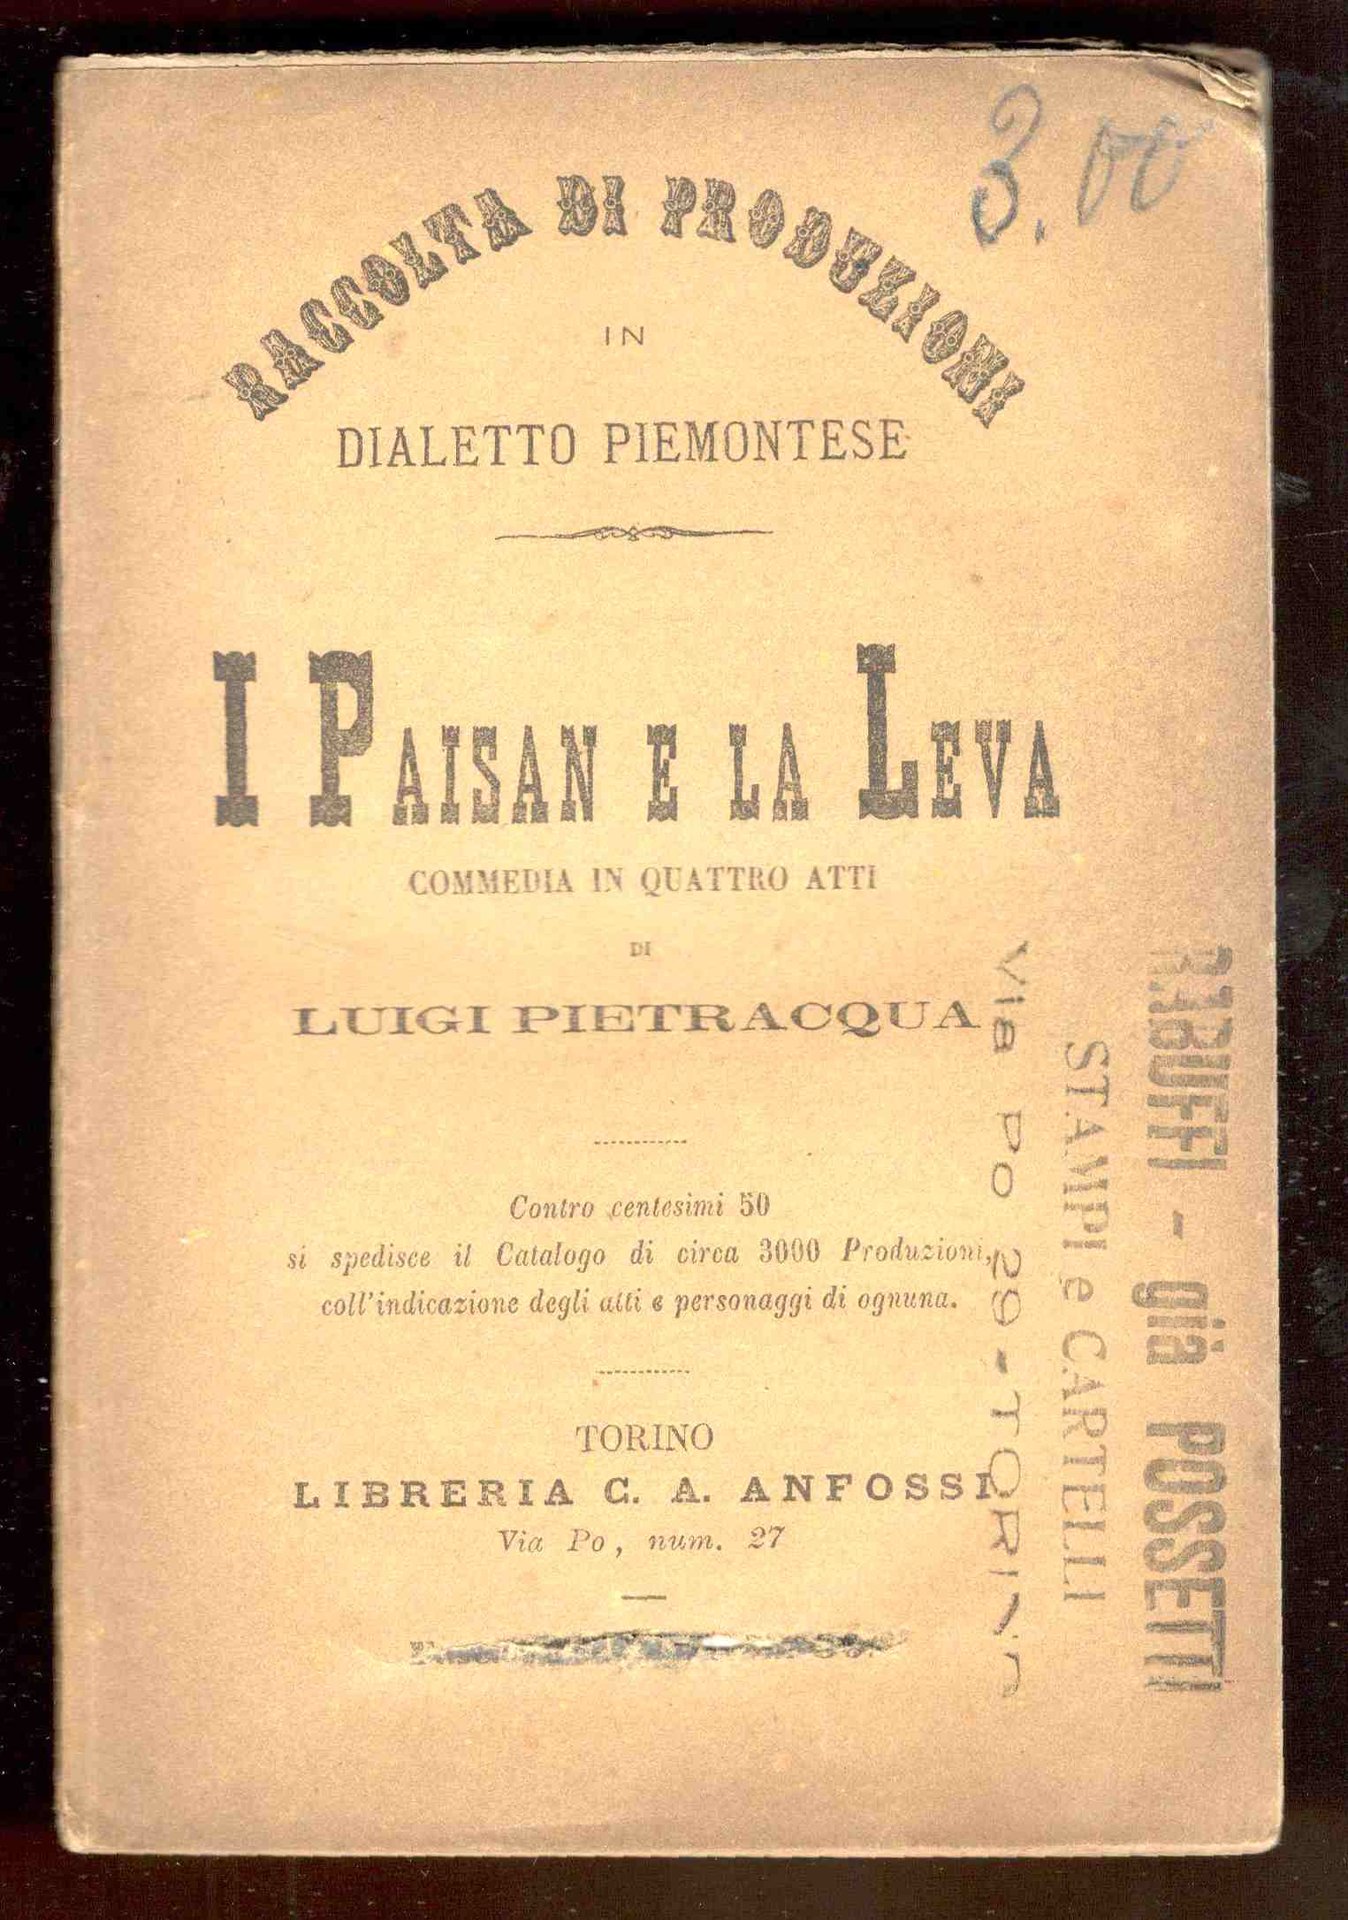 3.00
RACCOLTA DI PRODUZIONI
IN
DIALETTO PIEMONTESE
I PAISAN E LA LEVA
COMMEDIA IN QUATTRO ATTI
DI
LUIGI PIETRACQUA
Contro centesimi 50
si spedisce il Catalogo di circa 3000 Produzioni,
coll'indicazione degli atti e personaggi di ognuna.
TORINO
LIBRERIA C. A. ANFOSSI
Via Po, num. 27
RABUFFI - già POSSETTI
STAMPI e CARTELLI
Via PO 29 - TORINO